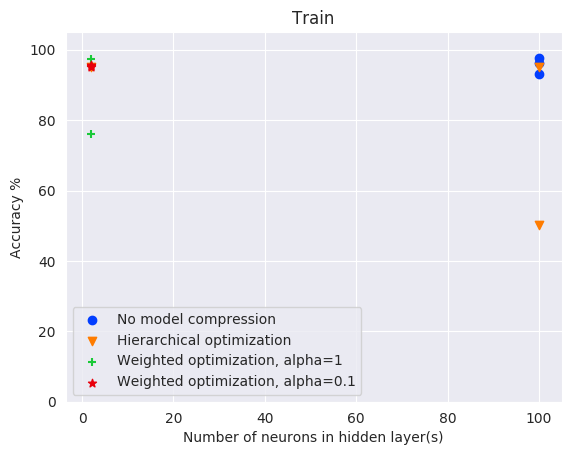 Train
100
80
60
40
20
0
Accuracy %
No model compression
Hierarchical optimization
Weighted optimization, alpha=1
Weighted optimization, alpha=0.1
0 20 40 60 80 100
Number of neurons in hidden layer(s)